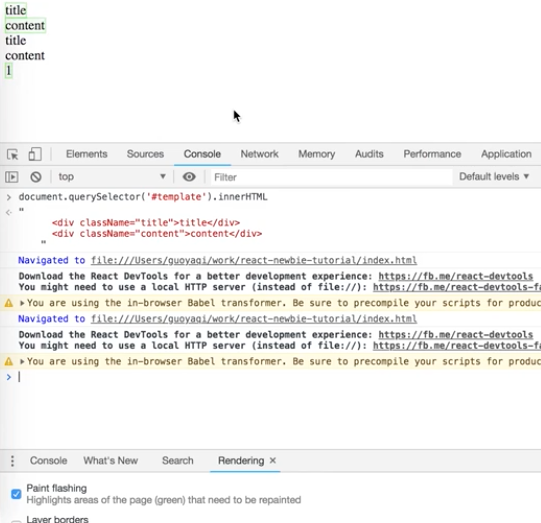 title
content
title
content
1
Elements Sources Console Network Memory Audits Performance Application
top Filter Default levels
document.querySelector('#template').innerHTML
"
<div className="title">title</div>
<div className="content">content</div>
"
Navigated to file:///Users/guoyaqi/work/react-newbie-tutorial/index.html
Download the React DevTools for a better development experience: https://fb.me/react-devtools
You might need to use a local HTTP server (instead of file://): https://fb.me/react-devtools-fa
You are using the in-browser Babel transformer. Be sure to precompile your scripts for produc
Navigated to file:///Users/guoyaqi/work/react-newbie-tutorial/index.html
Download the React DevTools for a better development experience: https://fb.me/react-devtools
You might need to use a local HTTP server (instead of file://): https://fb.me/react-devtools-fa
You are using the in-browser Babel transformer. Be sure to precompile your scripts for produc
Console What's New Search Rendering ×
Paint flashing
Highlights areas of the page (green) that need to be repainted
Layer borders